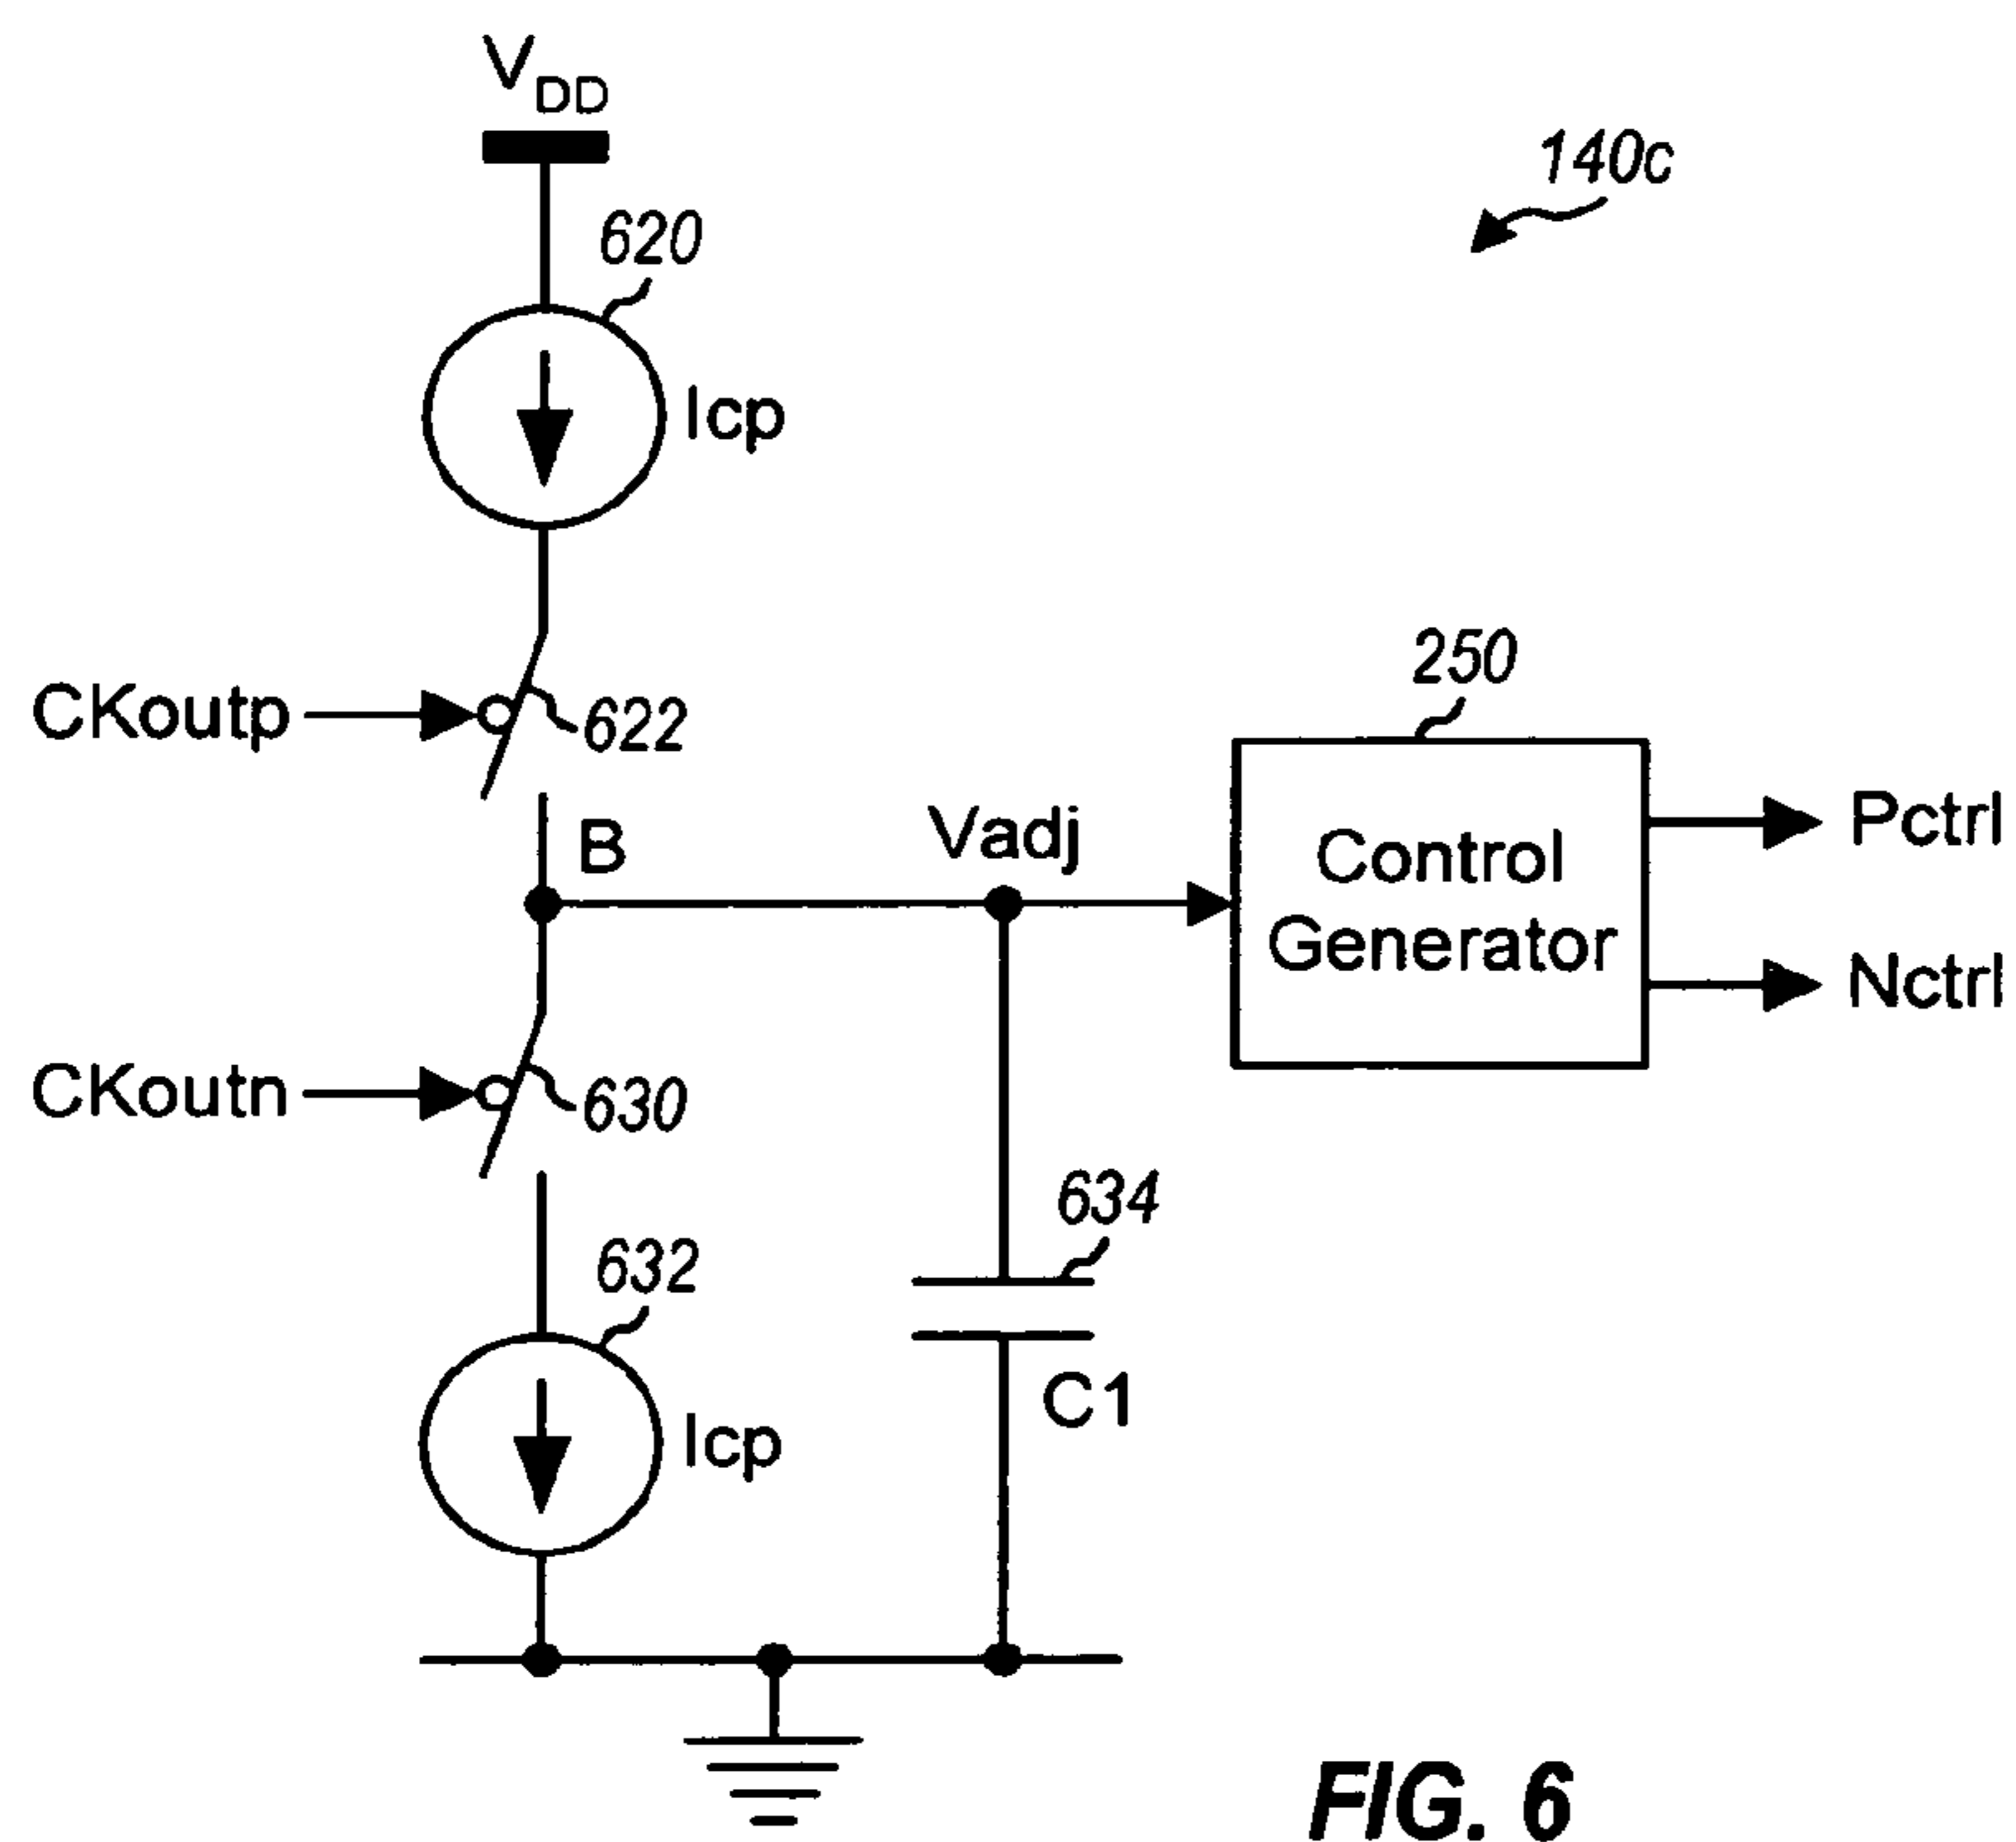 VDD
140c
620
Icp
250
CKoutp
622
Pctrl
B
Vadj
Control
Generator
Nctrl
CKoutn
630
634
632
C1
Icp
FIG. 6